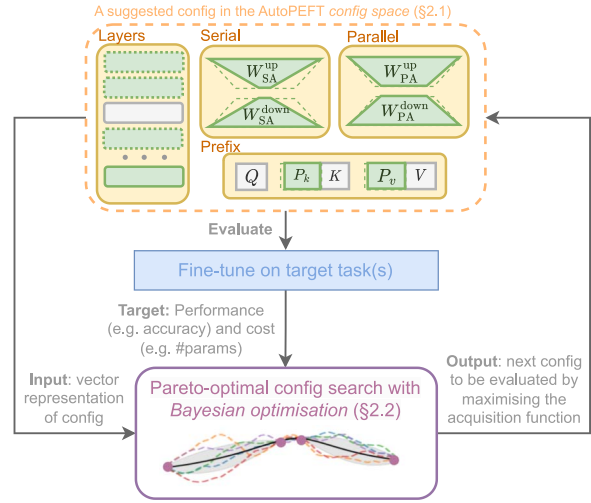 A suggested config in the AutoPEFT config space (§2.1)
Layers
Serial
Parallel
W_SA^up
W_SA^down
W_PA^up
W_PA^down
Prefix
Q P_k K P_v V
Evaluate
Fine-tune on target task(s)
Target: Performance
(e.g. accuracy) and cost
(e.g. #params)
Input: vector
representation
of config
Pareto-optimal config search with
Bayesian optimisation (§2.2)
Output: next config
to be evaluated by
maximising the
acquisition function